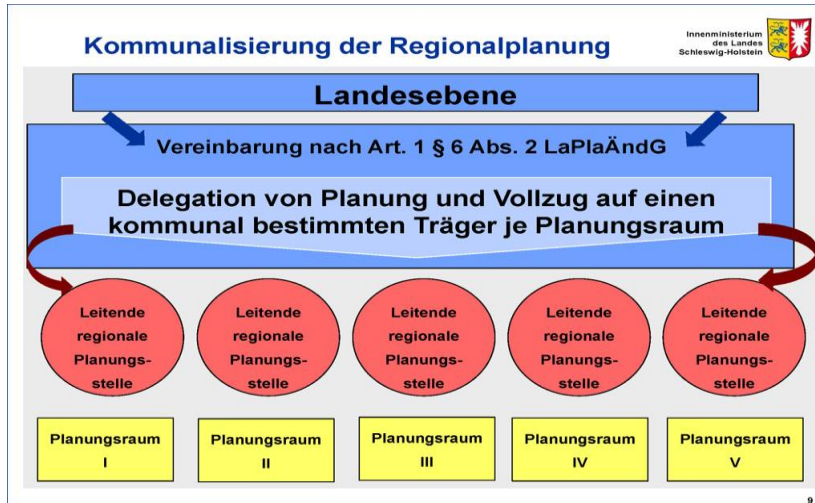 Kommunalisierung der Regionalplanung
Innenministerium
des Landes
Schleswig-Holstein
Landesebene
Vereinbarung nach Art. 1 § 6 Abs. 2 LaPlaÄndG
Delegation von Planung und Vollzug auf einen
kommunal bestimmten Träger je Planungsraum
Leitende
regionale
Planungs-
stelle
Leitende
regionale
Planungs-
stelle
Leitende
regionale
Planungs-
stelle
Leitende
regionale
Planungs-
stelle
Leitende
regionale
Planungs-
stelle
Planungsraum
I
Planungsraum
II
Planungsraum
III
Planungsraum
IV
Planungsraum
V
9